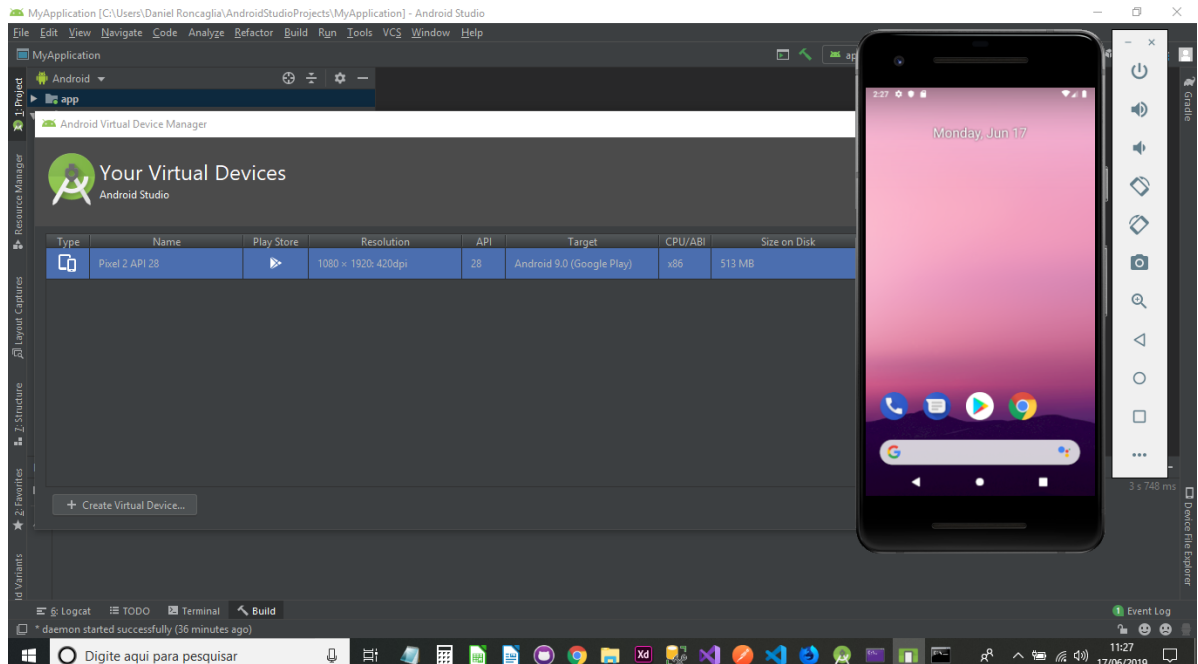 MyApplication [C:\Users\Daniel Roncaglia\AndroidStudioProjects\MyApplication] - Android Studio
File Edit View Navigate Code Analyze Refactor Build Run Tools VCS Window Help
MyApplication
ap
Android
app
1: Project
Resource Manager
Layout Captures
Z: Structure
2: Favorites
ld Variants
Gradle
Device File Explorer
Android Virtual Device Manager
Your Virtual Devices
Android Studio
Type Name Play Store Resolution API Target CPU/ABI Size on Disk
Pixel 2 API 28 1080 × 1920: 420dpi 28 Android 9.0 (Google Play) x86 513 MB
+ Create Virtual Device...
2:27
Monday, Jun 17
3 s 748 ms
6: Logcat TODO Terminal Build
1 Event Log
* daemon started successfully (36 minutes ago)
Digite aqui para pesquisar
Xd
11:27
17/06/2019